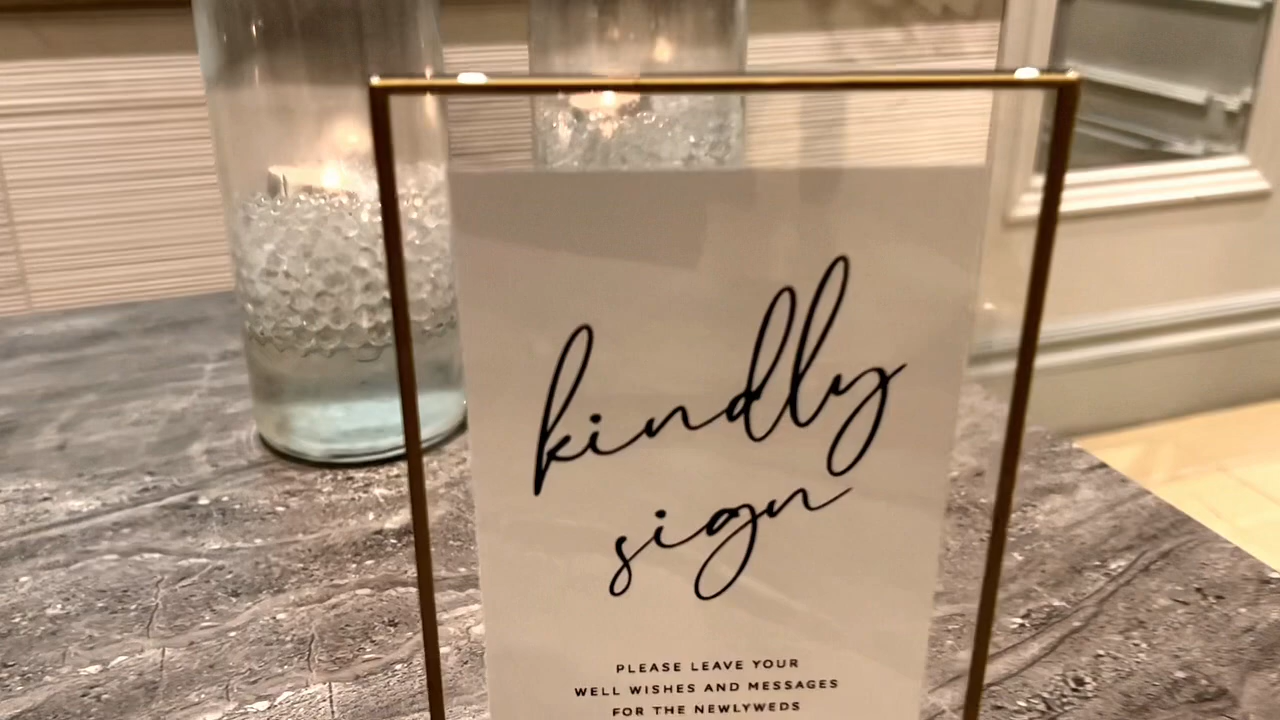 kindly
sign
PLEASE LEAVE YOUR
WELL WISHES AND MESSAGES
FOR THE NEWLYWEDS